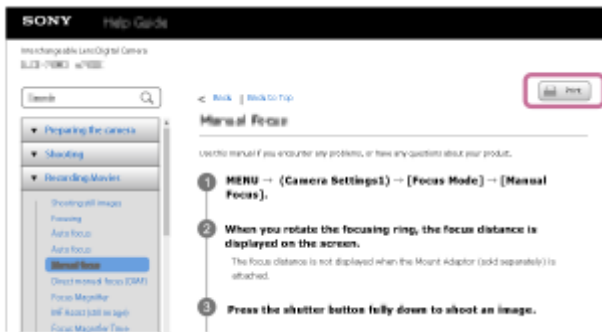 SONY Help Guide
Interchangeable Lens Digital Camera
Search
< Back | Back to Top
Print
▼ Preparing the camera
▼ Shooting
▼ Recording Movies
Shooting still images
Focusing
Auto focus
Auto focus
Manual focus
Direct manual focus (DMF)
Focus Magnifier
MF Assist (still image)
Focus Magnifier Time
Manual Focus
Use this manual if you encounter any problems, or have any questions about your product.
1 MENU → (Camera Settings1) → [Focus Mode] → [Manual
Focus].
2 When you rotate the focusing ring, the focus distance is
displayed on the screen.
The focus distance is not displayed when the Mount Adaptor (sold separately) is
attached.
3 Press the shutter button fully down to shoot an image.